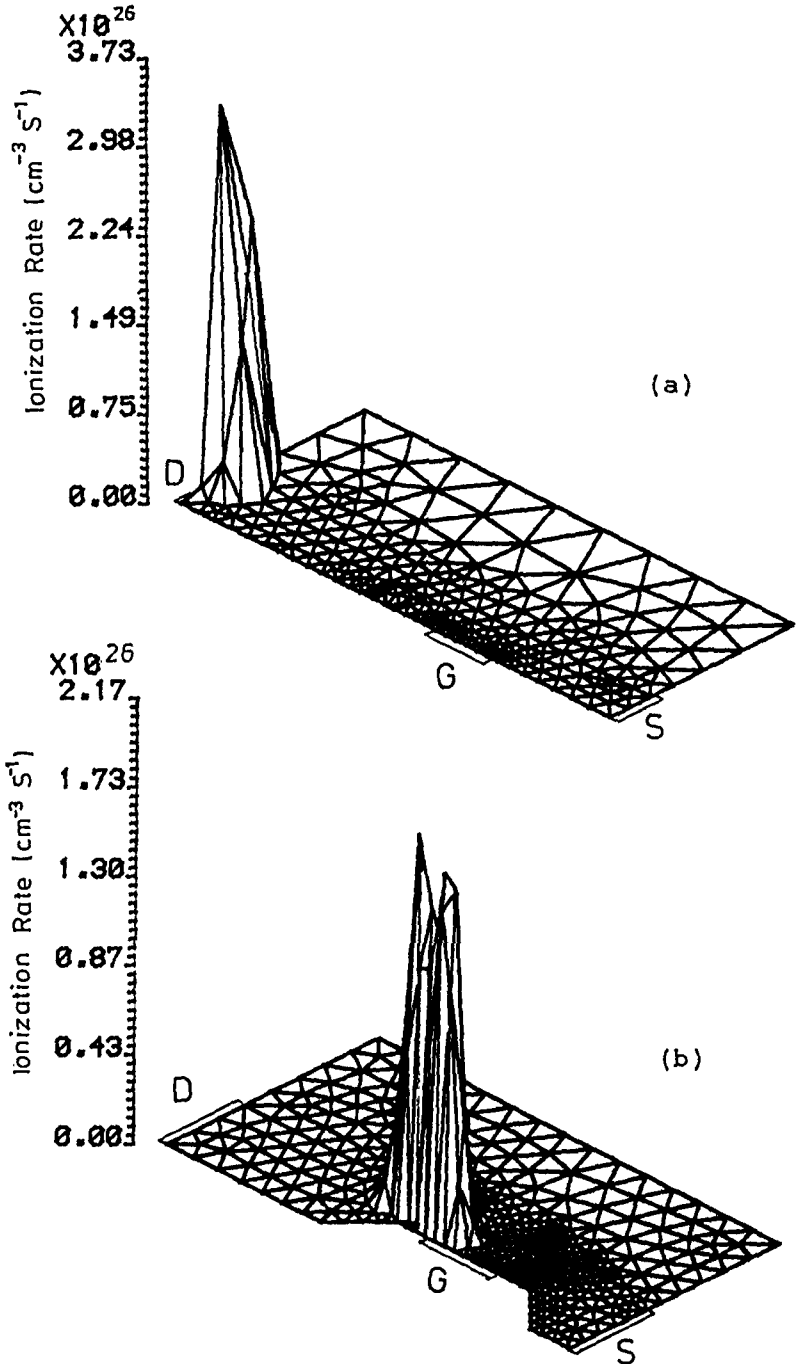 X10^26
3.73
2.98
2.24
1.49
0.75
0.00
Ionization Rate (cm^-3 S^-1)
D
G
S
(a)
X10^26
2.17
1.73
1.30
0.87
0.43
0.00
Ionization Rate (cm^-3 S^-1)
D
G
S
(b)